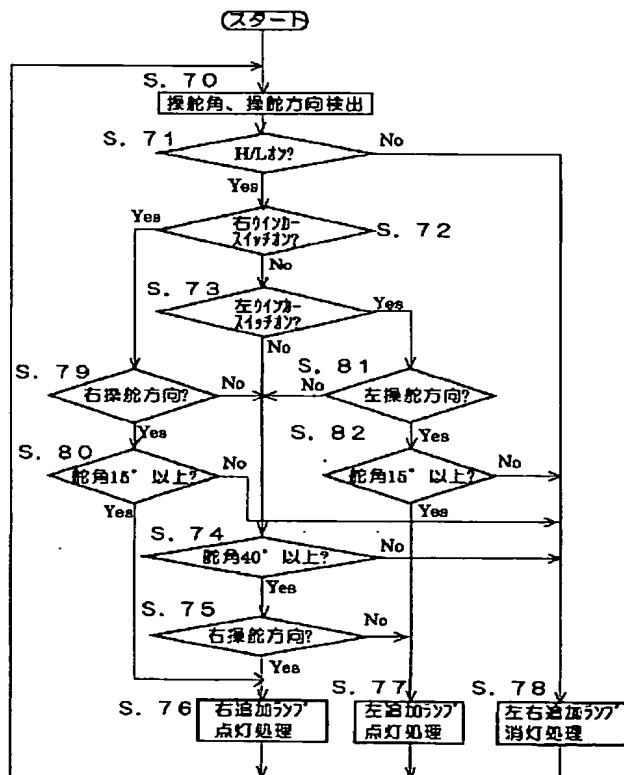 スタート
S. 70
操舵角、操舵方向検出
S. 71
H/Lオン?
No
Yes
Yes
右ウインカー
スイッチオン?
S. 72
No
S. 73
左ウインカー
スイッチオン?
Yes
No
S. 79
右操舵方向?
No
No
S. 81
左操舵方向?
Yes
S. 80
舵角15° 以上?
No
Yes
S. 82
Yes
舵角15° 以上?
No
Yes
S. 74
舵角40° 以上?
No
Yes
S. 75
右操舵方向?
No
Yes
S. 76
右追加ランプ
点灯処理
S. 77
左追加ランプ
点灯処理
S. 78
左右追加ランプ
消灯処理